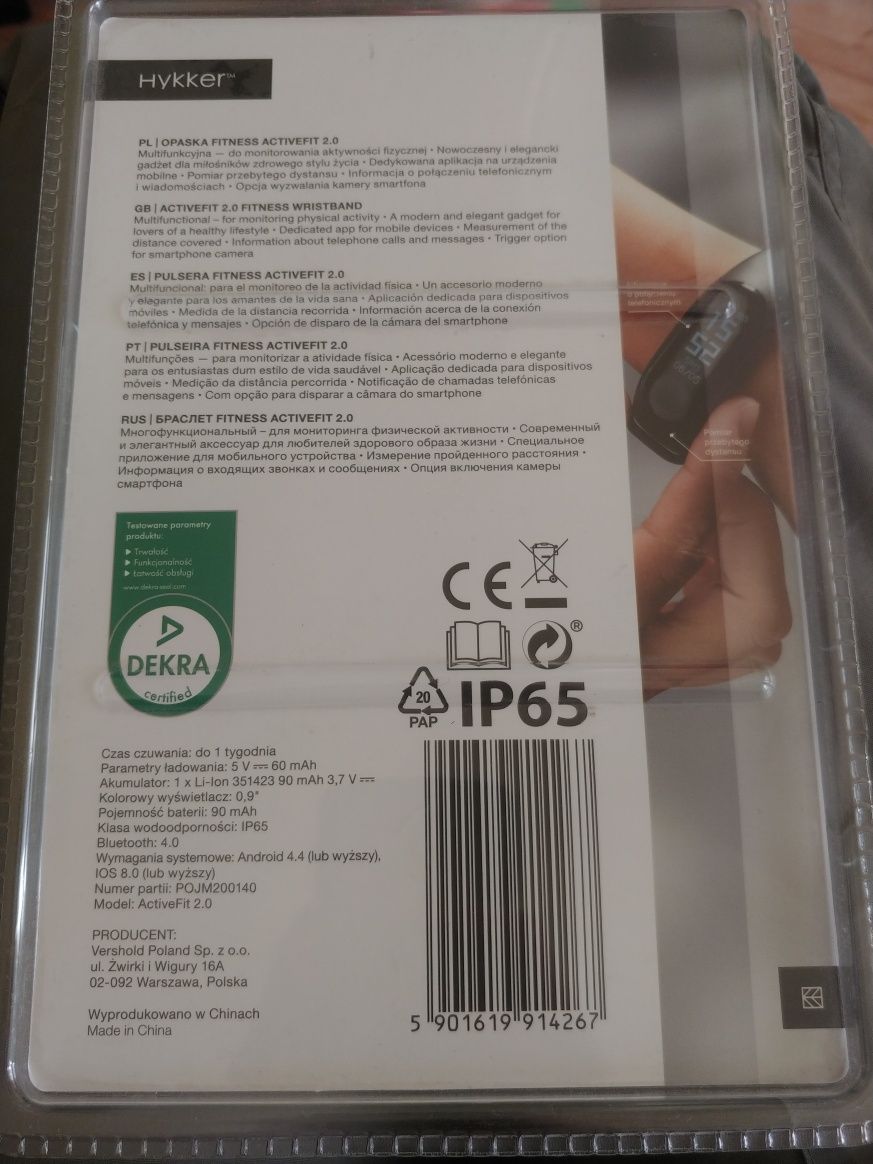 Hykker™
PL | OPASKA FITNESS ACTIVEFIT 2.0
Multifunkcyjna — do monitorowania aktywności fizycznej • Nowoczesny i elegancki
gadżet dla miłośników zdrowego stylu życia • Dedykowana aplikacja na urządzenia
mobilne • Pomiar przebytego dystansu • Informacja o połączeniu telefonicznym
i wiadomościach • Opcja wyzwalania kamery smartfona
GB | ACTIVEFIT 2.0 FITNESS WRISTBAND
Multifunctional – for monitoring physical activity • A modern and elegant gadget for
lovers of a healthy lifestyle • Dedicated app for mobile devices • Measurement of the
distance covered • Information about telephone calls and messages • Trigger option
for smartphone camera
ES | PULSERA FITNESS ACTIVEFIT 2.0
Multifuncional: para el monitoreo de la actividad física • Un accesorio moderno
y elegante para los amantes de la vida sana • Aplicación dedicada para dispositivos
móviles • Medida de la distancia recorrida • Información acerca de la conexión
telefónica y mensajes • Opción de disparo de la cámara del smartphone
PT | PULSEIRA FITNESS ACTIVEFIT 2.0
Multifunções — para monitorizar a atividade física • Acessório moderno e elegante
para os entusiastas dum estilo de vida saudável • Aplicação dedicada para dispositivos
móveis • Medição da distância percorrida • Notificação de chamadas telefónicas
e mensagens • Com opção para disparar a câmara do smartphone
RUS | БРАСЛЕТ FITNESS ACTIVEFIT 2.0
Многофункциональный – для мониторинга физической активности • Современный
и элегантный аксессуар для любителей здорового образа жизни • Специальное
приложение для мобильного устройства • Измерение пройденного расстояния •
Информация о входящих звонках и сообщениях • Опция включения камеры
смартфона
o połączeniu
telefonicznym
Pomiar
przebytego
dystansu
Testowane parametry
produktu:
▶ Trwałość
▶ Funkcjonalność
▶ Łatwość obsługi
www.dekra-seal.com
DEKRA
certified
CE
®
20
PAP
IP65
Czas czuwania: do 1 tygodnia
Parametry ładowania: 5 V ⎓ 60 mAh
Akumulator: 1 x Li-Ion 351423 90 mAh 3,7 V ⎓
Kolorowy wyświetlacz: 0,9"
Pojemność baterii: 90 mAh
Klasa wodoodporności: IP65
Bluetooth: 4.0
Wymagania systemowe: Android 4.4 (lub wyższy),
IOS 8.0 (lub wyższy)
Numer partii: POJM200140
Model: ActiveFit 2.0
PRODUCENT:
Vershold Poland Sp. z o.o.
ul. Żwirki i Wigury 16A
02-092 Warszawa, Polska
Wyprodukowano w Chinach
Made in China
5 901619 914267